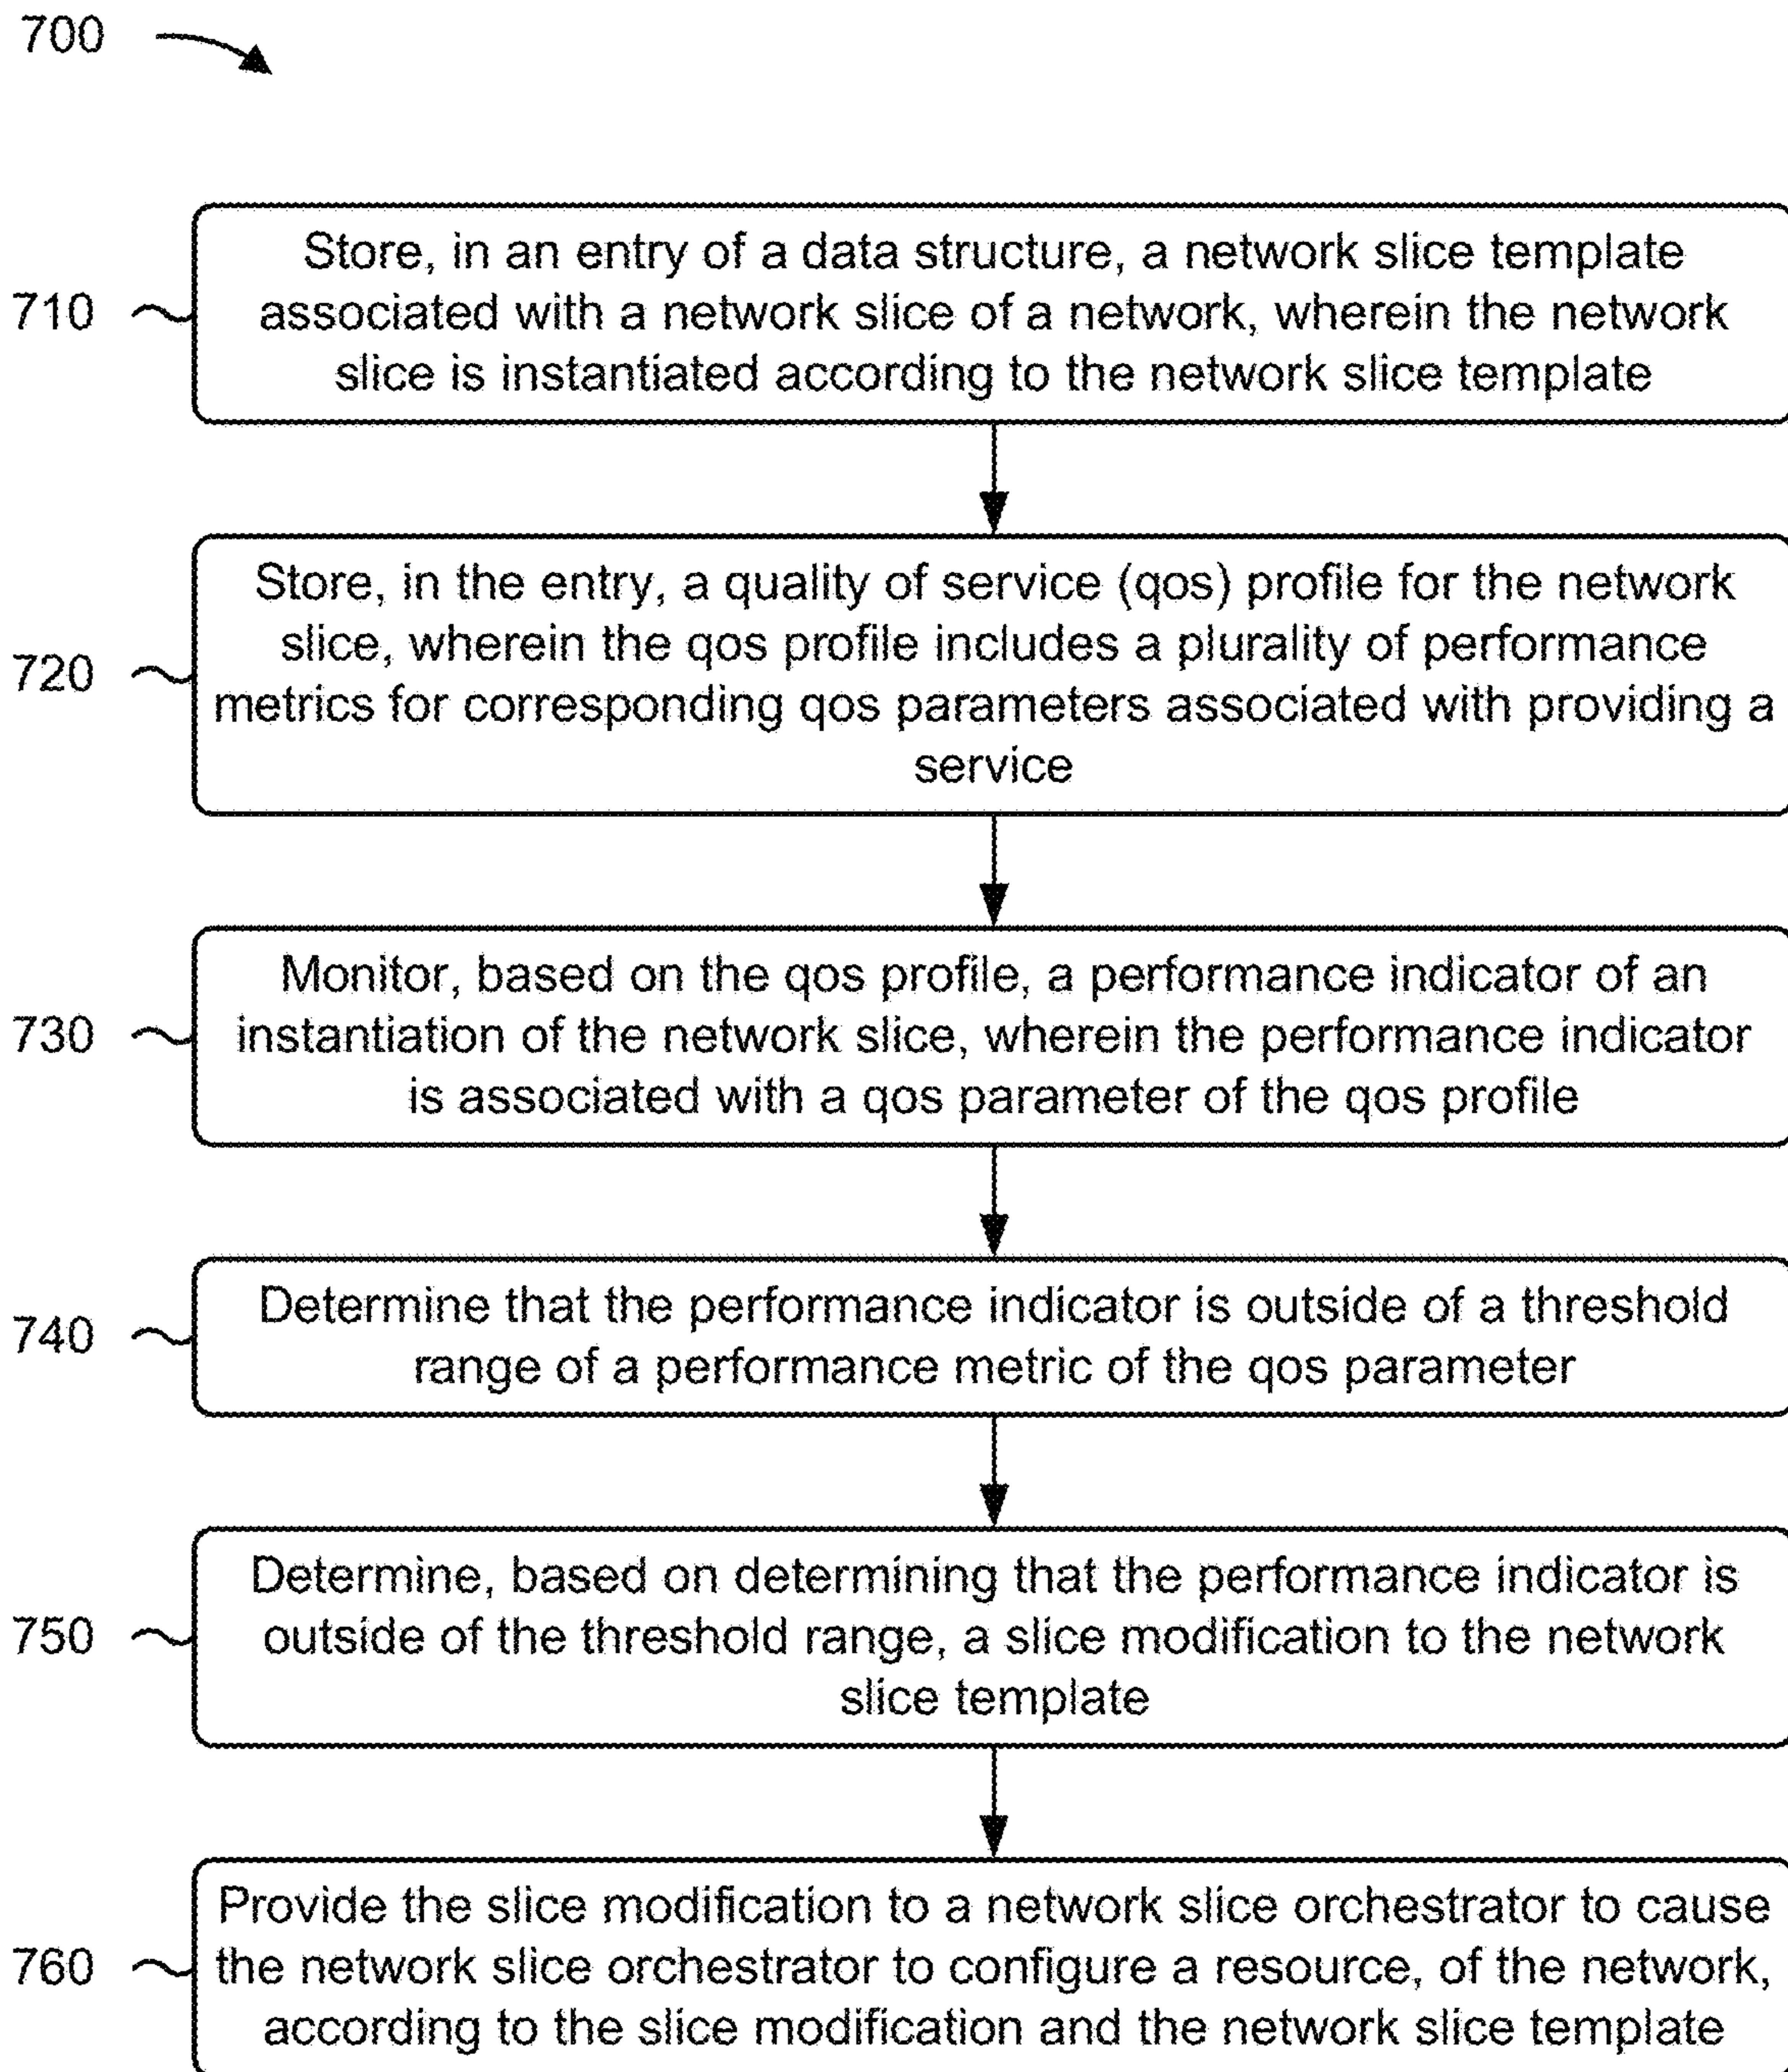 700
710
Store, in an entry of a data structure, a network slice template
associated with a network slice of a network, wherein the network
slice is instantiated according to the network slice template
720
Store, in the entry, a quality of service (qos) profile for the network
slice, wherein the qos profile includes a plurality of performance
metrics for corresponding qos parameters associated with providing a
service
730
Monitor, based on the qos profile, a performance indicator of an
instantiation of the network slice, wherein the performance indicator
is associated with a qos parameter of the qos profile
740
Determine that the performance indicator is outside of a threshold
range of a performance metric of the qos parameter
750
Determine, based on determining that the performance indicator is
outside of the threshold range, a slice modification to the network
slice template
760
Provide the slice modification to a network slice orchestrator to cause
the network slice orchestrator to configure a resource, of the network,
according to the slice modification and the network slice template